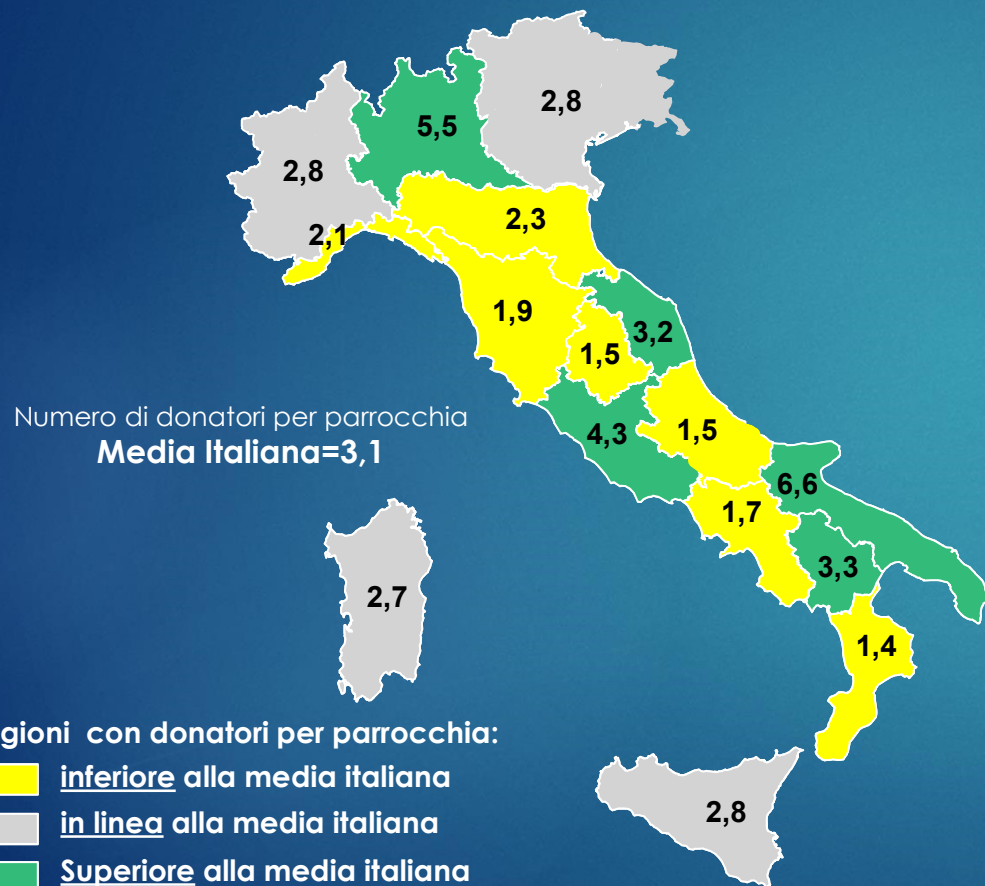 2,8
5,5
2,8
2,1
2,3
1,9
3,2
1,5
Numero di donatori per parrocchia
Media Italiana=3,1
4,3
1,5
6,6
1,7
3,3
2,7
1,4
gioni con donatori per parrocchia:
inferiore alla media italiana
in linea alla media italiana
2,8
Superiore alla media italiana